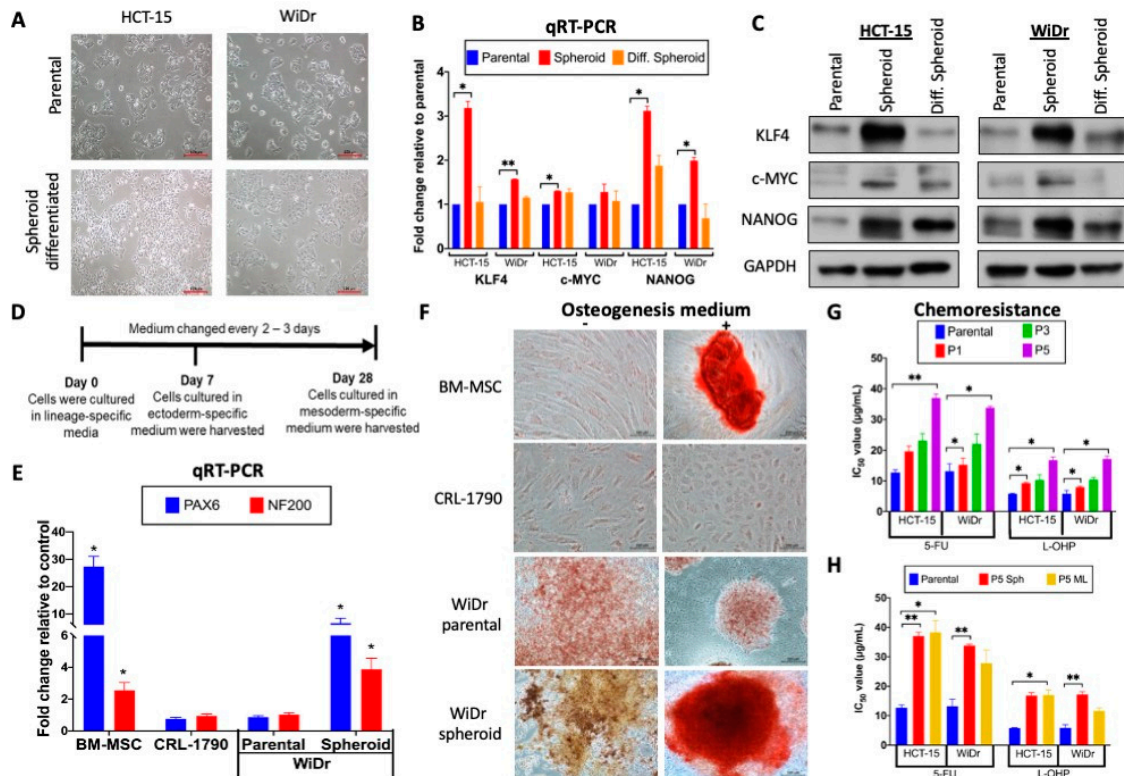 A
HCT-15
WiDr
Parental
Spheroid
differentiated
B
qRT-PCR
Parental
Spheroid
Diff. Spheroid
Fold change relative to parental
4
3
2
1
0
*
**
*
*
*
HCT-15
WiDr
HCT-15
WiDr
HCT-15
WiDr
KLF4
c-MYC
NANOG
C
HCT-15
WiDr
Parental
Spheroid
Diff. Spheroid
Parental
Spheroid
Diff. Spheroid
KLF4
c-MYC
NANOG
GAPDH
D
Medium changed every 2 – 3 days
Day 0
Cells were cultured
in lineage-specific
media
Day 7
Cells cultured in
ectoderm-specific
medium were harvested
Day 28
Cells cultured in
mesoderm-specific
medium were harvested
E
qRT-PCR
PAX6
NF200
Fold change relative to control
40
30
20
10
6
4
2
0
*
*
*
*
BM-MSC
CRL-1790
Parental
Spheroid
WiDr
F
Osteogenesis medium
-
+
BM-MSC
CRL-1790
WiDr
parental
WiDr
spheroid
G
Chemoresistance
Parental
P1
P3
P5
IC50 value (µg/mL)
50
40
30
20
10
0
**
*
*
*
*
*
*
HCT-15
WiDr
HCT-15
WiDr
5-FU
L-OHP
H
Parental
P5 Sph
P5 ML
IC50 value (µg/mL)
50
40
30
20
10
0
*
**
**
*
**
HCT-15
WiDr
HCT-15
WiDr
5-FU
L-OHP